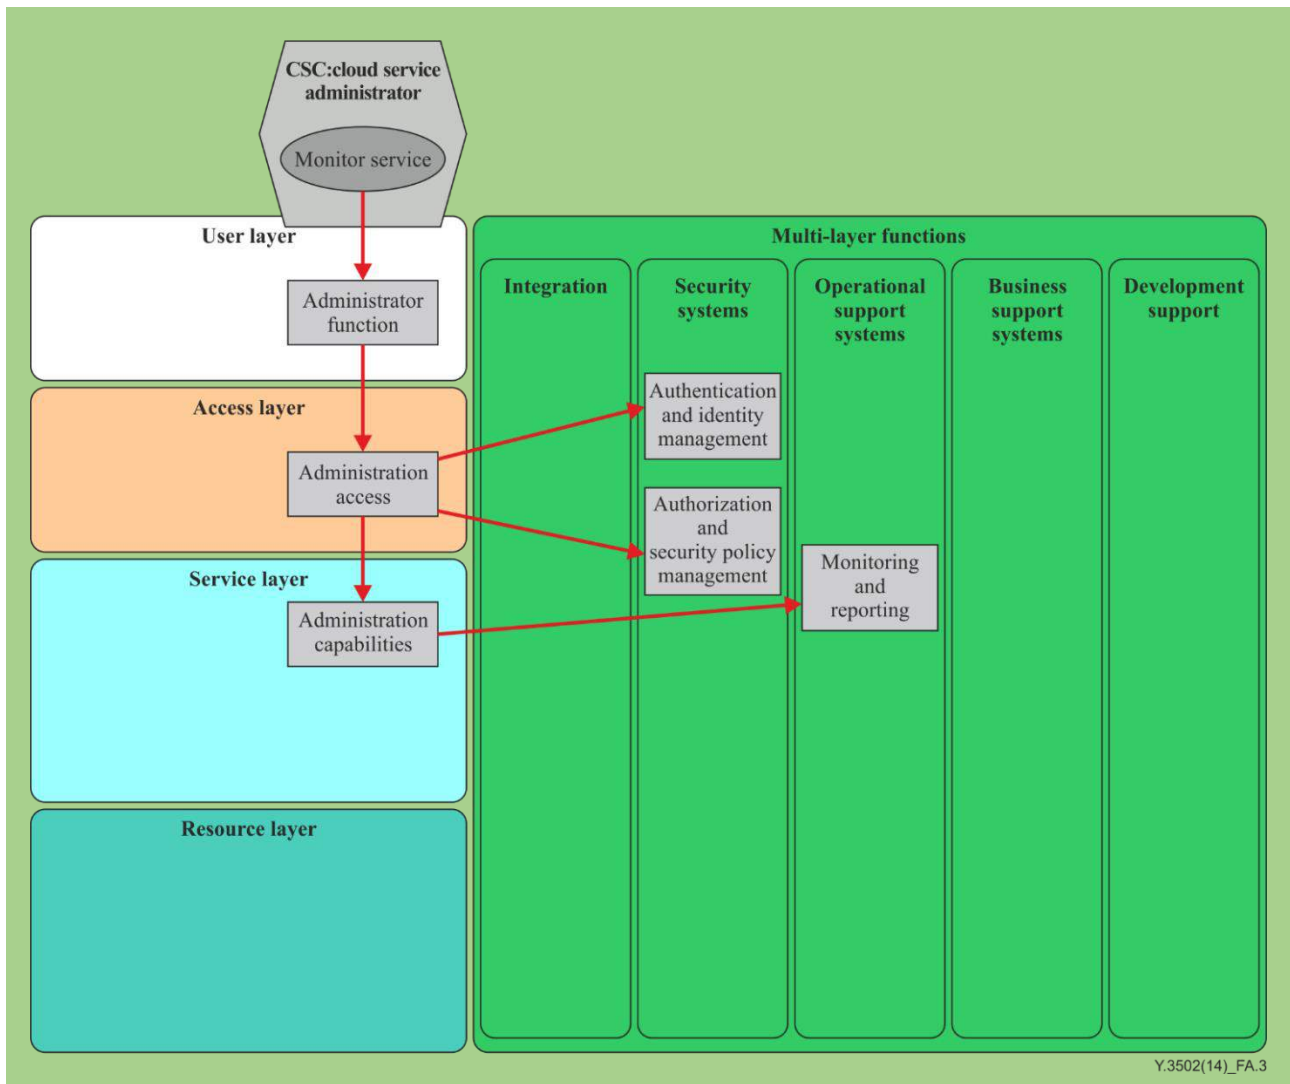 CSC:cloud service
administrator
Monitor service
User layer
Administrator
function
Access layer
Administration
access
Service layer
Administration
capabilities
Resource layer
Multi-layer functions
Integration
Security
systems
Authentication
and identity
management
Authorization
and
security policy
management
Operational
support
systems
Monitoring
and
reporting
Business
support
systems
Development
support
Y.3502(14)_FA.3